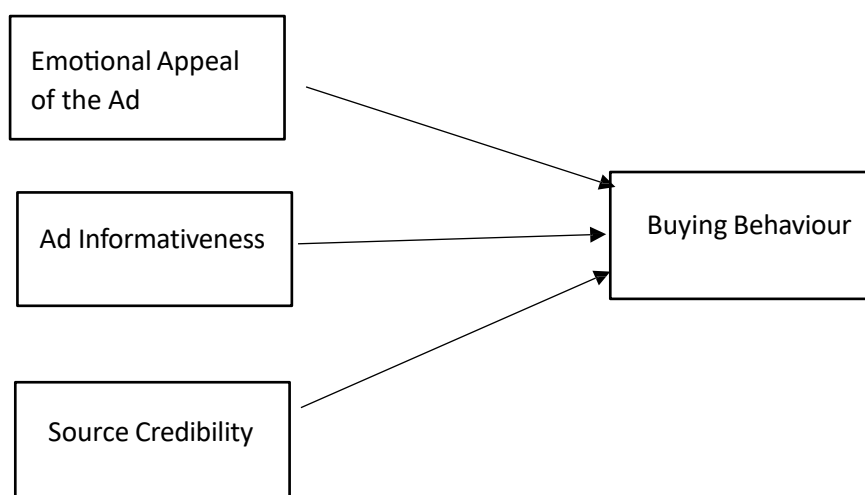 Emotional Appeal
of the Ad
Ad Informativeness
Buying Behaviour
Source Credibility